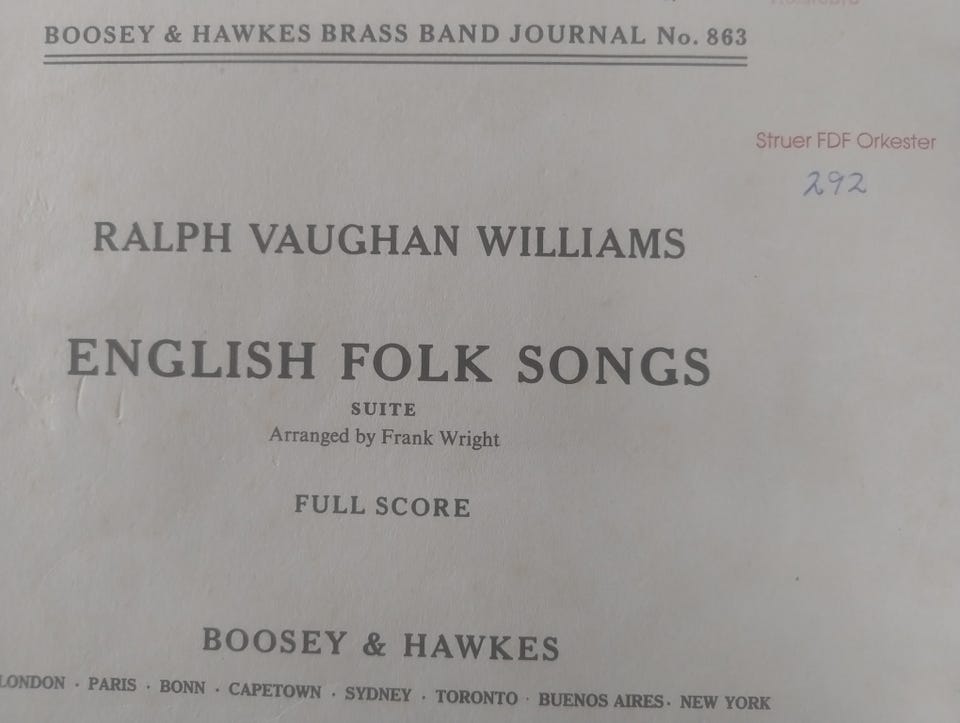 BOOSEY & HAWKES BRASS BAND JOURNAL No. 863
Struer FDF Orkester
292
RALPH VAUGHAN WILLIAMS
ENGLISH FOLK SONGS
SUITE
Arranged by Frank Wright
FULL SCORE
BOOSEY & HAWKES
LONDON · PARIS · BONN · CAPETOWN · SYDNEY · TORONTO · BUENOS AIRES · NEW YORK